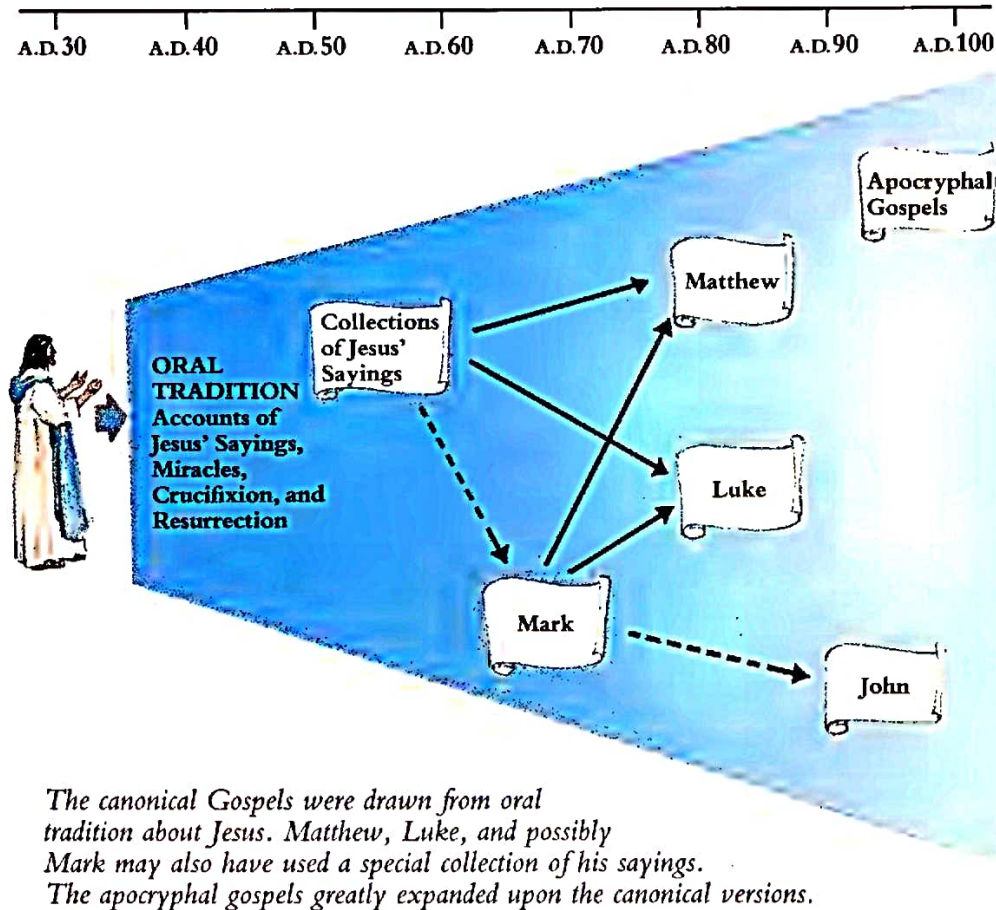 A.D. 30 A.D. 40 A.D. 50 A.D. 60 A.D. 70 A.D. 80 A.D. 90 A.D. 100
Apocryphal
Gospels
Matthew
Collections
of Jesus'
Sayings
ORAL
TRADITION
Accounts of
Jesus' Sayings,
Miracles,
Crucifixion, and
Resurrection
Luke
Mark
John
The canonical Gospels were drawn from oral
tradition about Jesus. Matthew, Luke, and possibly
Mark may also have used a special collection of his sayings.
The apocryphal gospels greatly expanded upon the canonical versions.